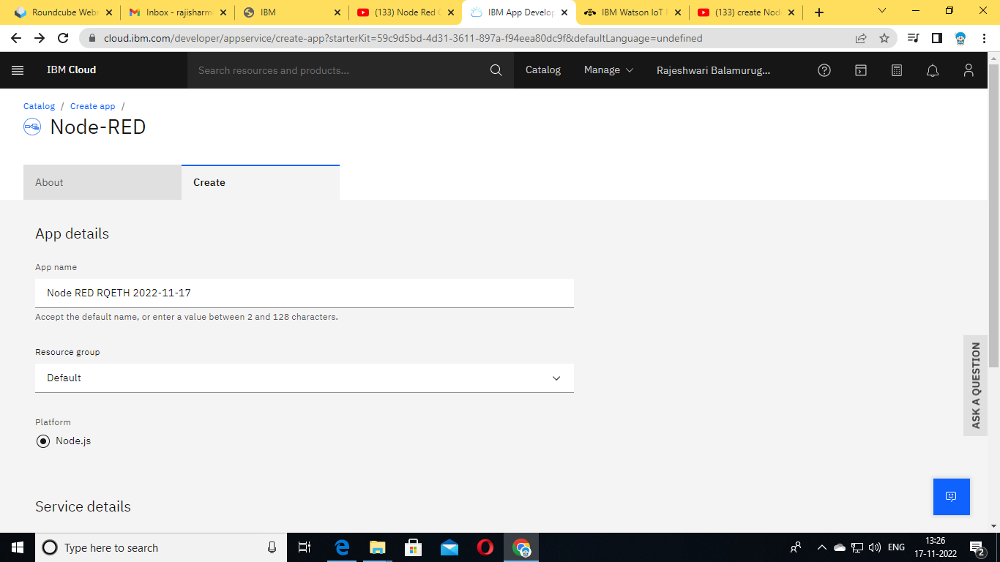 Roundcube Webm
Inbox - rajisharmi
IBM
(133) Node Red C
IBM App Develop
IBM Watson IoT P
(133) create Node
cloud.ibm.com/developer/appservice/create-app?starterKit=59c9d5bd-4d31-3611-897a-f94eea80dc9f&defaultLanguage=undefined
IBM Cloud
Search resources and products...
Catalog
Manage
Rajeshwari Balamurug...
Catalog / Create app /
Node-RED
About
Create
App details
App name
Node RED RQETH 2022-11-17
Accept the default name, or enter a value between 2 and 128 characters.
Resource group
Default
Platform
Node.js
ASK A QUESTION
Service details
Type here to search
ENG
13:26
17-11-2022
2